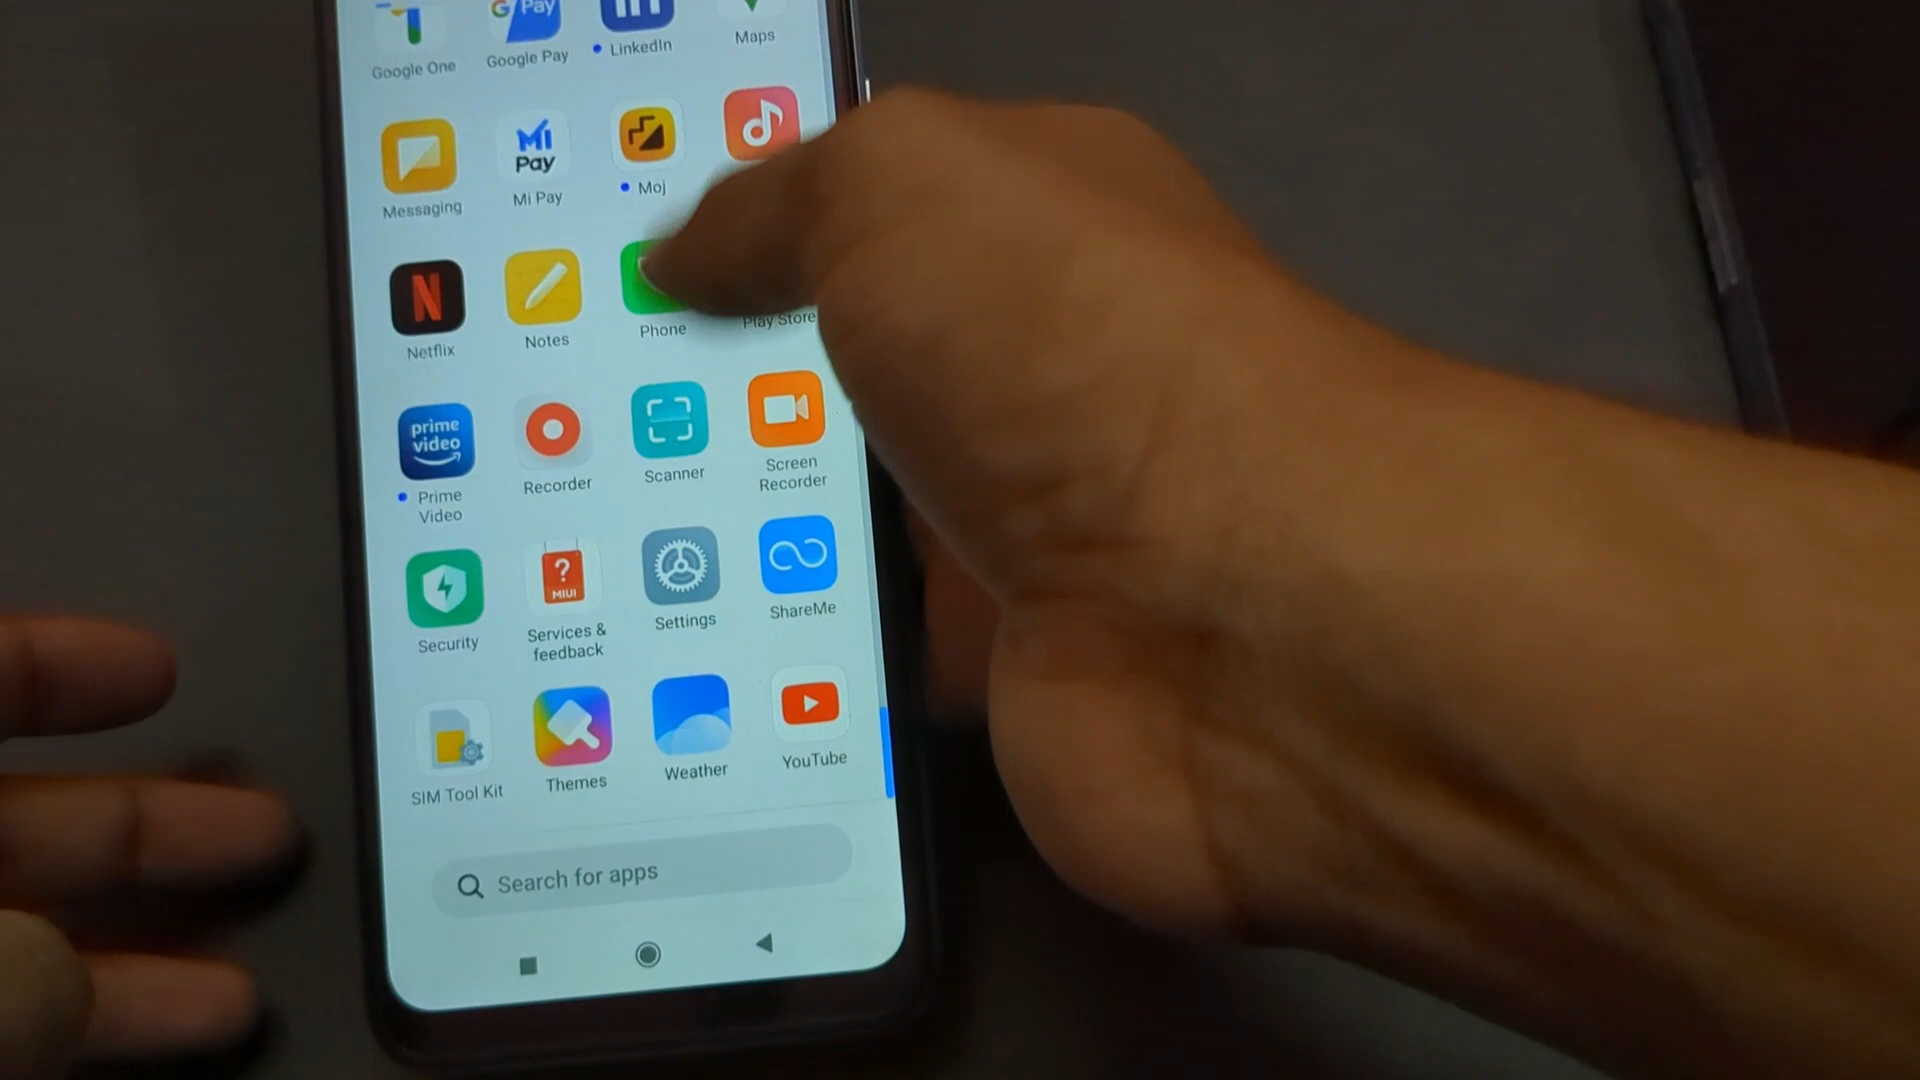 G Pay
Google One
Google Pay
LinkedIn
Maps
Mi
Pay
Messaging
Mi Pay
Moj
N
Netflix
Notes
Phone
Play Store
prime
video
Prime
Video
Recorder
Scanner
Screen
Recorder
?
MIUI
Security
Services &
feedback
Settings
ShareMe
SIM Tool Kit
Themes
Weather
YouTube
Search for apps